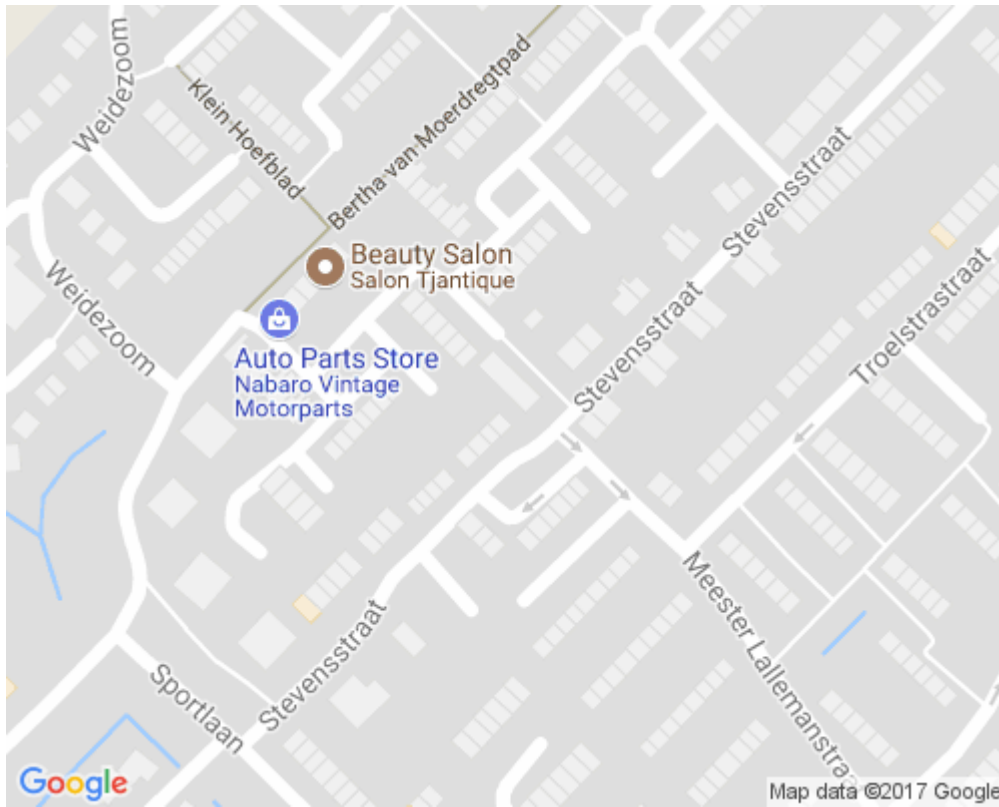 Weidezoom
Klein Hoefblad
Bertha van Moerdregtpad
Stevensstraat
Beauty Salon
Salon Tjantique
Weidezoom
Auto Parts Store
Nabaro Vintage
Motorparts
Stevensstraat
Troelstrastraat
Meester Lallemanstraat
Stevensstraat
Sportlaan
Google
Map data ©2017 Google